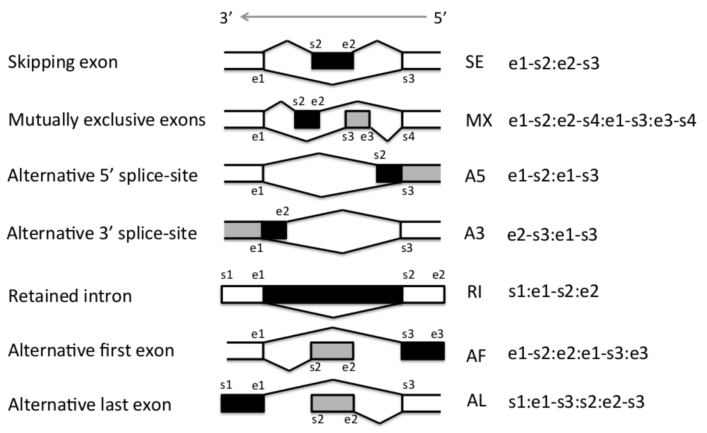 3′ 5′
s2 e2
Skipping exon SE e1-s2:e2-s3
e1 s3
s2 e2
Mutually exclusive exons MX e1-s2:e2-s4:e1-s3:e3-s4
e1 s3 e3 s4
s2
Alternative 5′ splice-site A5 e1-s2:e1-s3
e1 s3
e2
Alternative 3′ splice-site A3 e2-s3:e1-s3
e1 s3
s1 e1 s2 e2
Retained intron RI s1:e1-s2:e2
e1 s3 e3
Alternative first exon AF e1-s2:e2:e1-s3:e3
s2 e2
s1 e1 s3
Alternative last exon AL s1:e1-s3:s2:e2-s3
s2 e2